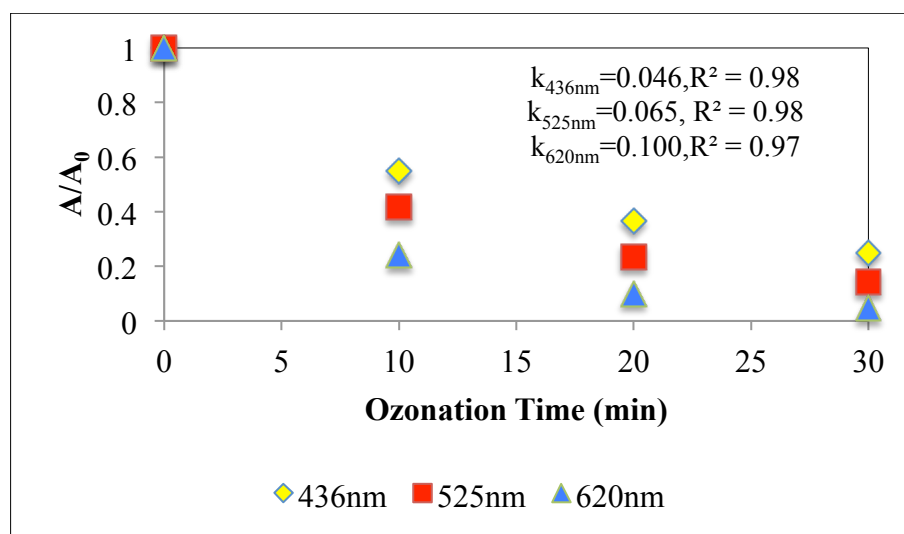 1
0.8
0.6
0.4
0.2
0
A/A₀
k₄₃₆ₙₘ=0.046,R² = 0.98
k₅₂₅ₙₘ=0.065, R² = 0.98
k₆₂₀ₙₘ=0.100,R² = 0.97
0 5 10 15 20 25 30
Ozonation Time (min)
436nm 525nm 620nm